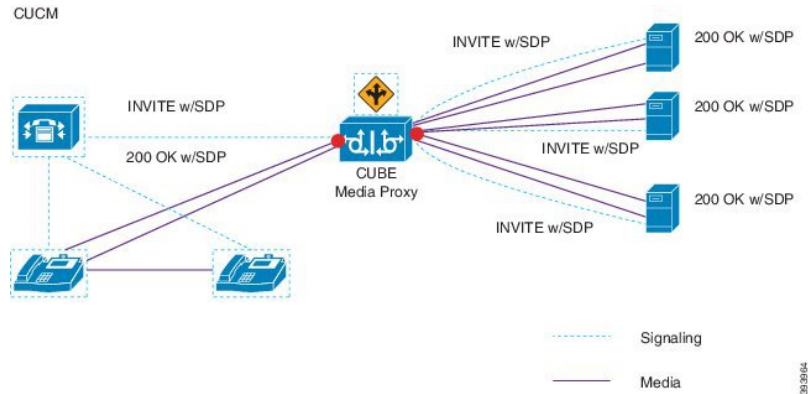 CUCM
INVITE w/SDP
200 OK w/SDP
INVITE w/SDP
200 OK w/SDP
INVITE w/SDP
200 OK w/SDP
CUBE
Media Proxy
200 OK w/SDP
INVITE w/SDP
Signaling
Media
393964